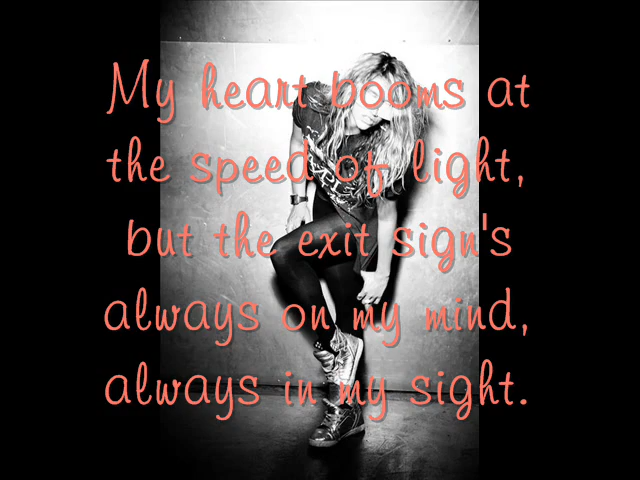 My heart booms at
the speed of light,
but the exit sign's
always on my mind,
always in my sight.